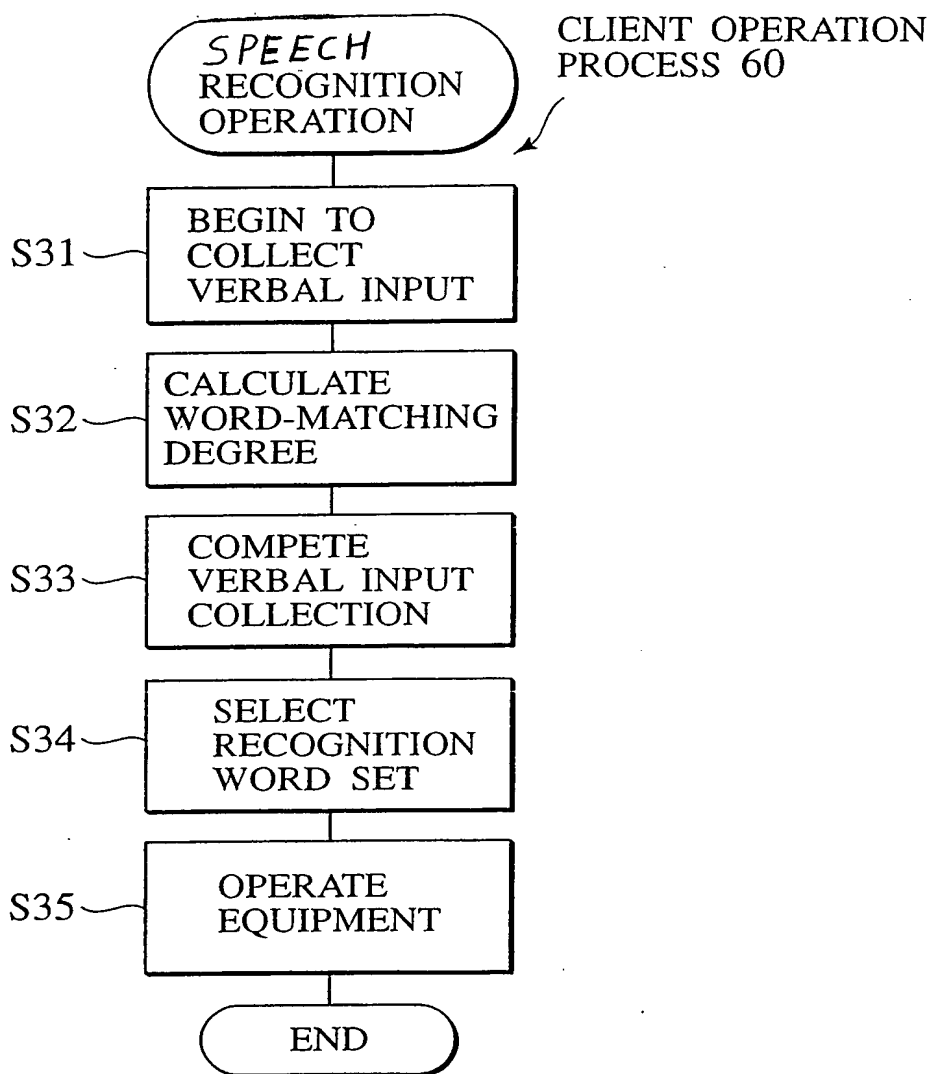 SPEECH
RECOGNITION
OPERATION
CLIENT OPERATION
PROCESS 60
S31
BEGIN TO
COLLECT
VERBAL INPUT
S32
CALCULATE
WORD-MATCHING
DEGREE
S33
COMPETE
VERBAL INPUT
COLLECTION
S34
SELECT
RECOGNITION
WORD SET
S35
OPERATE
EQUIPMENT
END